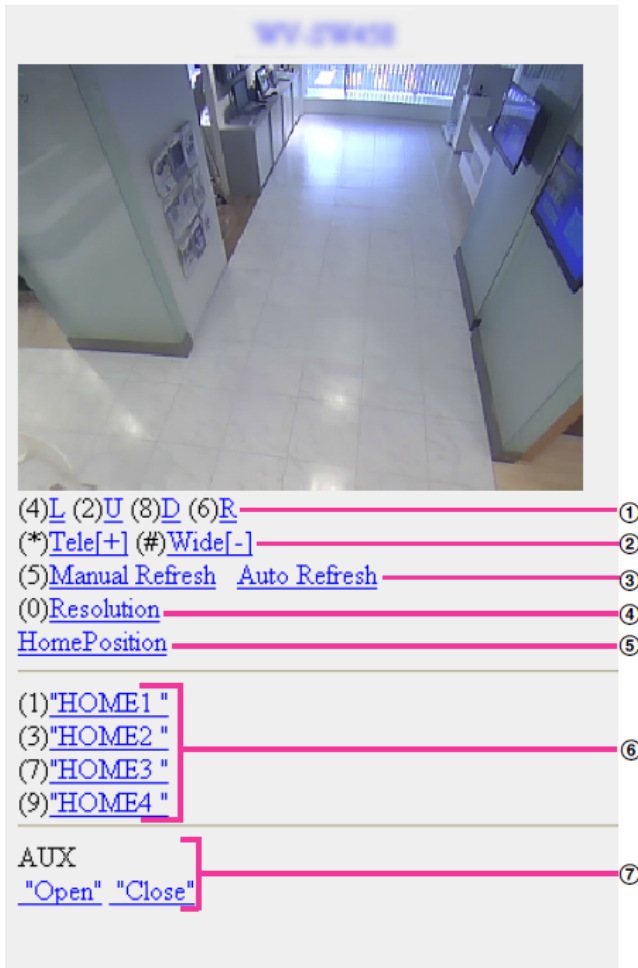 (4)L (2)U (8)D (6)R ①
(*)Tele[+] (#)Wide[-] ②
(5)Manual Refresh Auto Refresh ③
(0)Resolution ④
HomePosition ⑤
(1)"HOME1 "
(3)"HOME2 "
⑥
(7)"HOME3 "
(9)"HOME4 "
AUX
⑦
"Open" "Close"